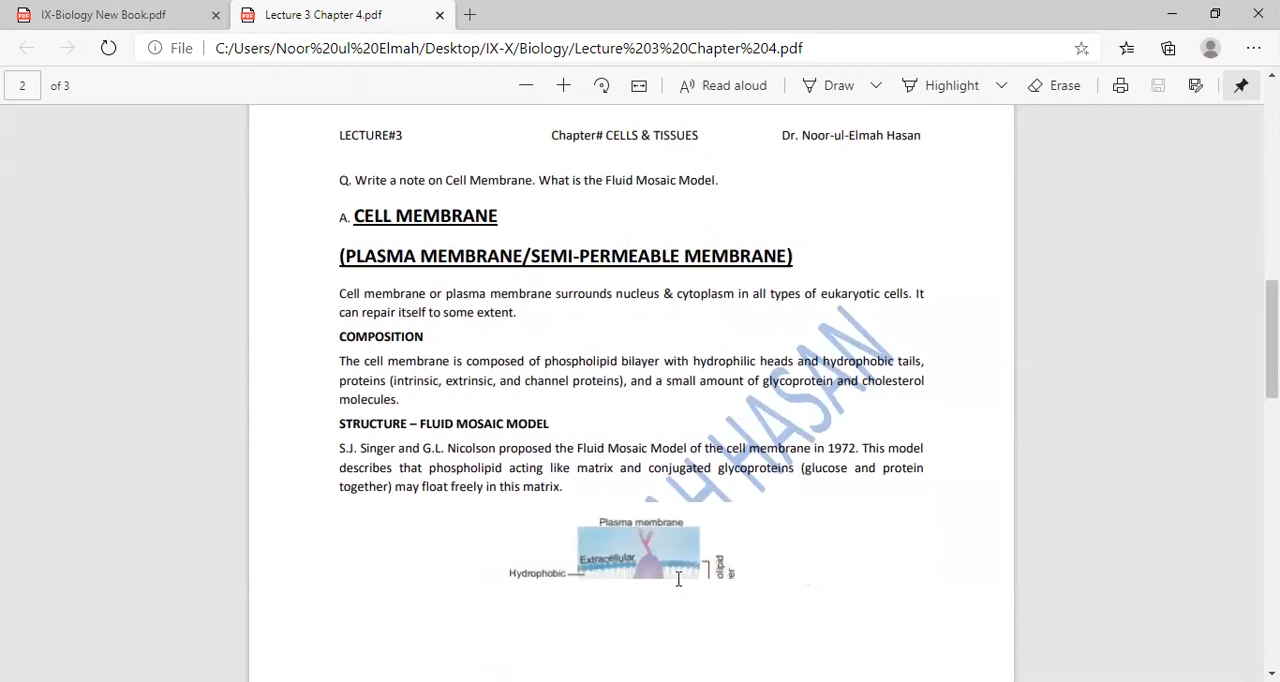 IX-Biology New Book.pdf
Lecture 3 Chapter 4.pdf
File
C:/Users/Noor%20ul%20Elmah/Desktop/IX-X/Biology/Lecture%203%20Chapter%204.pdf
2 of 3
Read aloud
Draw
Highlight
Erase
LECTURE#3 Chapter# CELLS & TISSUES Dr. Noor-ul-Elmah Hasan
Q. Write a note on Cell Membrane. What is the Fluid Mosaic Model.
A. CELL MEMBRANE
(PLASMA MEMBRANE/SEMI-PERMEABLE MEMBRANE)
Cell membrane or plasma membrane surrounds nucleus & cytoplasm in all types of eukaryotic cells. It
can repair itself to some extent.
COMPOSITION
The cell membrane is composed of phospholipid bilayer with hydrophilic heads and hydrophobic tails,
proteins (intrinsic, extrinsic, and channel proteins), and a small amount of glycoprotein and cholesterol
molecules.
STRUCTURE – FLUID MOSAIC MODEL
S.J. Singer and G.L. Nicolson proposed the Fluid Mosaic Model of the cell membrane in 1972. This model
describes that phospholipid acting like matrix and conjugated glycoproteins (glucose and protein
together) may float freely in this matrix.
HASAN
Plasma membrane
Extracellular
Hydrophobic